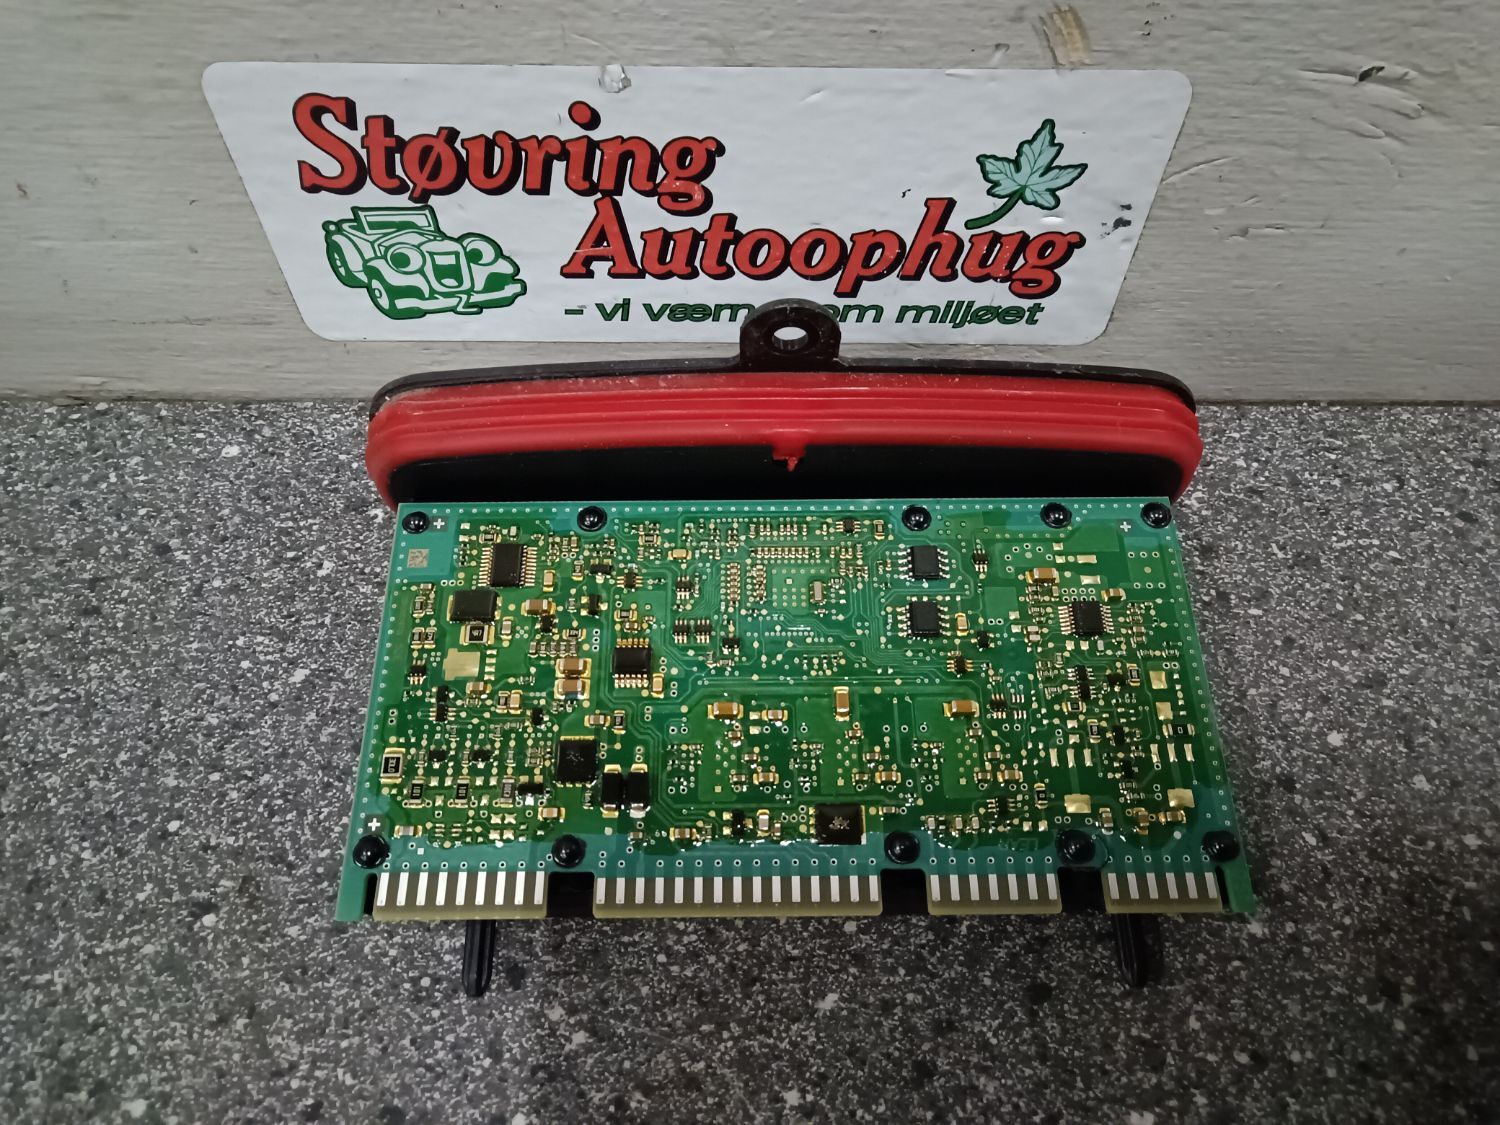 Støvring
Autoophug
- vi værn om miljøet